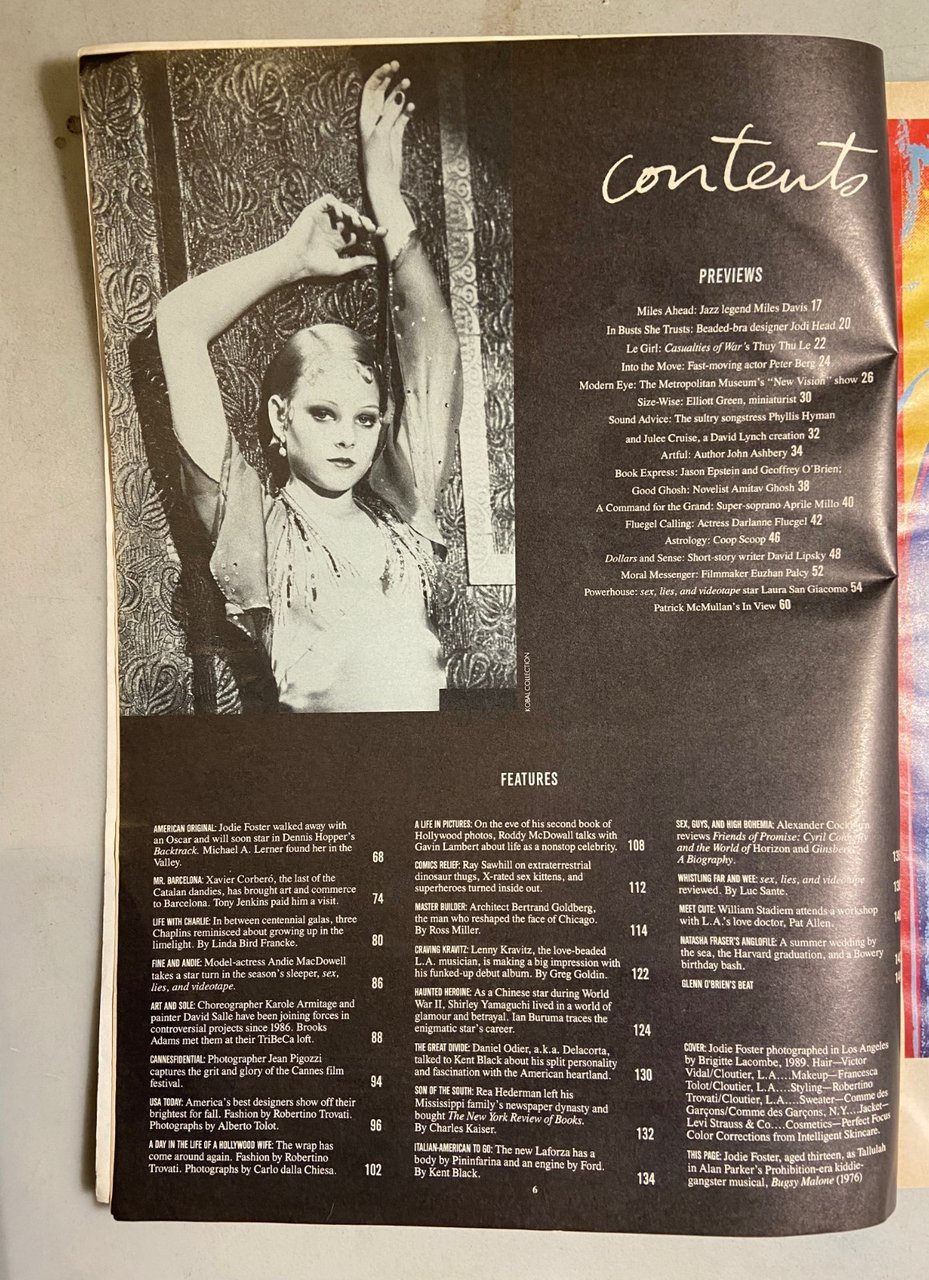 contents
PREVIEWS
Miles Ahead: Jazz legend Miles Davis 17
In Busts She Trusts: Beaded-bra designer Jodi Head 20
Le Girl: Casualties of War's Thuy Thu Le 22
Into the Move: Fast-moving actor Peter Berg 24
Modern Eye: The Metropolitan Museum's "New Vision" show 26
Size-Wise: Elliott Green, miniaturist 30
Sound Advice: The sultry songstress Phyllis Hyman
and Julee Cruise, a David Lynch creation 32
Artful: Author John Ashbery 34
Book Express: Jason Epstein and Geoffrey O'Brien;
Good Ghosh: Novelist Amitav Ghosh 38
A Command for the Grand: Super-soprano Aprile Millo 40
Fluegel Calling: Actress Darlanne Fluegel 42
Astrology: Coop Scoop 46
Dollars and Sense: Short-story writer David Lipsky 48
Moral Messenger: Filmmaker Euzhan Palcy 52
Powerhouse: sex, lies, and videotape star Laura San Giacomo 54
Patrick McMullan's In View 60
KOBAL COLLECTION
FEATURES
AMERICAN ORIGINAL: Jodie Foster walked away with
an Oscar and will soon star in Dennis Hopper's
Backtrack. Michael A. Lerner found her in the
Valley. 68
MR. BARCELONA: Xavier Corberó, the last of the
Catalan dandies, has brought art and commerce
to Barcelona. Tony Jenkins paid him a visit. 74
LIFE WITH CHARLIE: In between centennial galas, three
Chaplins reminisced about growing up in the
limelight. By Linda Bird Francke. 80
FINE AND ANDIE: Model-actress Andie MacDowell
takes a star turn in the season's sleeper, sex,
lies, and videotape. 86
ART AND SOLE: Choreographer Karole Armitage and
painter David Salle have been joining forces in
controversial projects since 1986. Brooks
Adams met them at their TriBeCa loft. 88
CANNESFIDENTIAL: Photographer Jean Pigozzi
captures the grit and glory of the Cannes film
festival. 94
USA TODAY: America's best designers show off their
brightest for fall. Fashion by Robertino Trovati.
Photographs by Alberto Tolot. 96
A DAY IN THE LIFE OF A HOLLYWOOD WIFE: The wrap has
come around again. Fashion by Robertino
Trovati. Photographs by Carlo dalla Chiesa. 102
A LIFE IN PICTURES: On the eve of his second book of
Hollywood photos, Roddy McDowall talks with
Gavin Lambert about life as a nonstop celebrity. 108
COMICS RELIEF: Ray Sawhill on extraterrestrial
dinosaur thugs, X-rated sex kittens, and
superheroes turned inside out. 112
MASTER BUILDER: Architect Bertrand Goldberg,
the man who reshaped the face of Chicago.
By Ross Miller. 114
CRAVING KRAVITZ: Lenny Kravitz, the love-beaded
L.A. musician, is making a big impression with
his funked-up debut album. By Greg Goldin. 122
HAUNTED HEROINE: As a Chinese star during World
War II, Shirley Yamaguchi lived in a world of
glamour and betrayal. Ian Buruma traces the
enigmatic star's career. 124
THE GREAT DIVIDE: Daniel Odier, a.k.a. Delacorta,
talked to Kent Black about his split personality
and fascination with the American heartland. 130
SON OF THE SOUTH: Rea Hederman left his
Mississippi family's newspaper dynasty and
bought The New York Review of Books.
By Charles Kaiser. 132
ITALIAN-AMERICAN TO GO: The new Laforza has a
body by Pininfarina and an engine by Ford.
By Kent Black. 134
SEX, GUYS, AND HIGH BOHEMIA: Alexander Cockburn
reviews Friends of Promise: Cyril Connolly
and the World of Horizon and Ginsberg:
A Biography.
WHISTLING FAR AND WEE: sex, lies, and videotape
reviewed. By Luc Sante.
MEET CUTE: William Stadiem attends a workshop
with L.A.'s love doctor, Pat Allen.
NATASHA FRASER'S ANGLOFILE: A summer wedding by
the sea, the Harvard graduation, and a Bowery
birthday bash.
GLENN O'BRIEN'S BEAT
COVER: Jodie Foster photographed in Los Angeles
by Brigitte Lacombe, 1989. Hair—Victor
Vidal/Cloutier, L.A....Makeup—Francesca
Tolot/Cloutier, L.A....Styling—Robertino
Trovati/Cloutier, L.A....Sweater—Comme des
Garçons/Comme des Garçons, N.Y....Jacket—
Levi Strauss & Co....Cosmetics—Perfect Focus
Color Corrections from Intelligent Skincare.
THIS PAGE: Jodie Foster, aged thirteen, as Tallulah
in Alan Parker's Prohibition-era kiddie-
gangster musical, Bugsy Malone (1976)
6